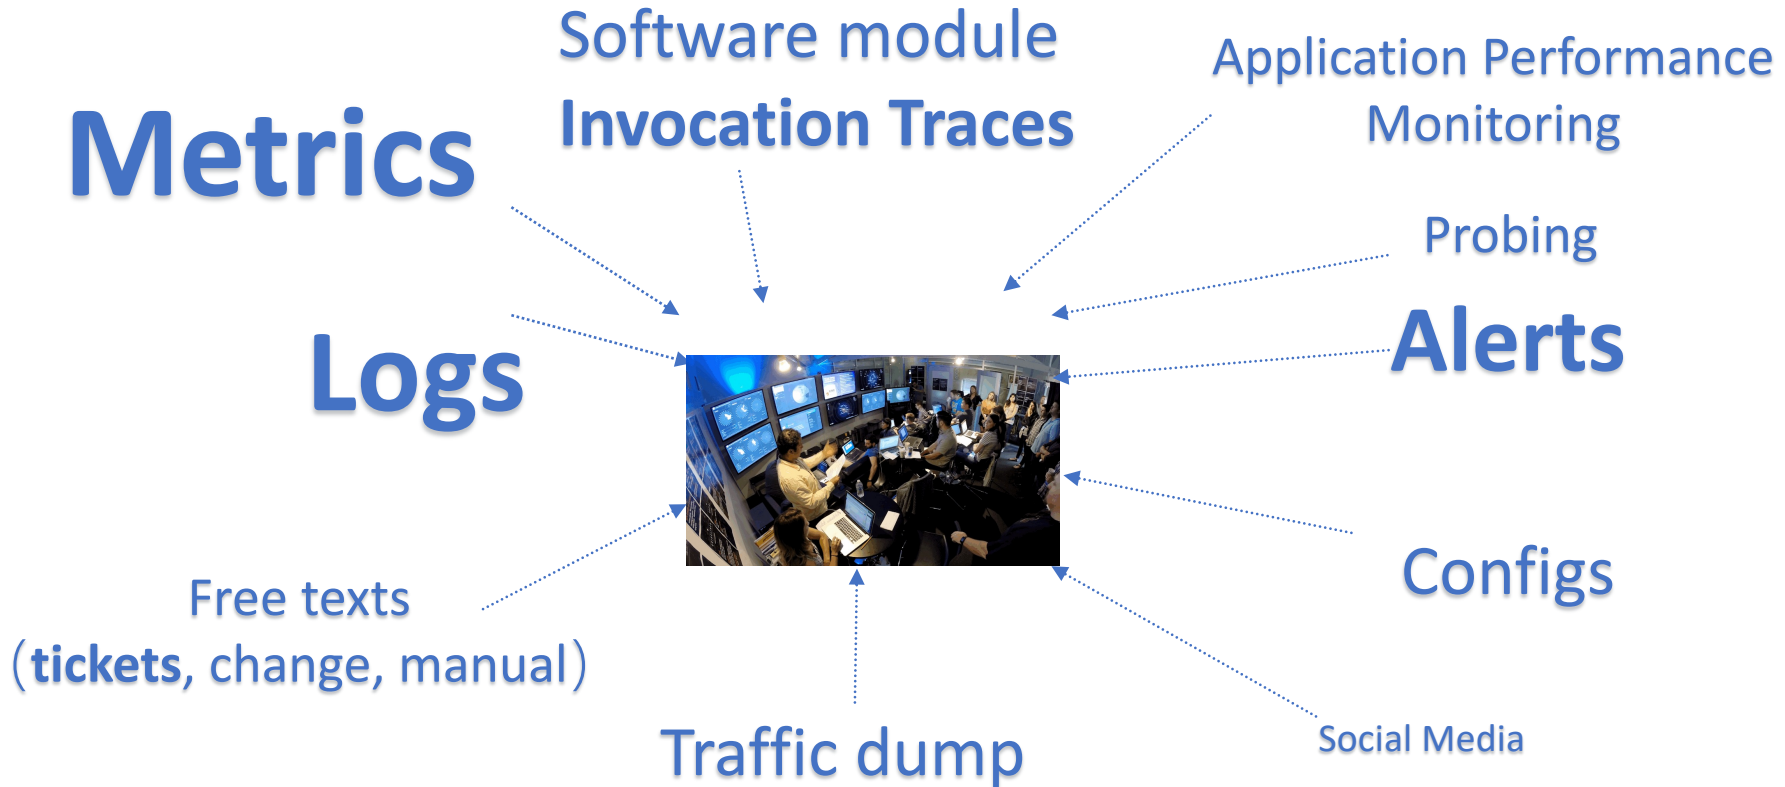 Software module
Invocation Traces
Application Performance
Monitoring
Metrics
Probing
Alerts
Logs
Configs
Free texts
（tickets, change, manual）
Traffic dump
Social Media